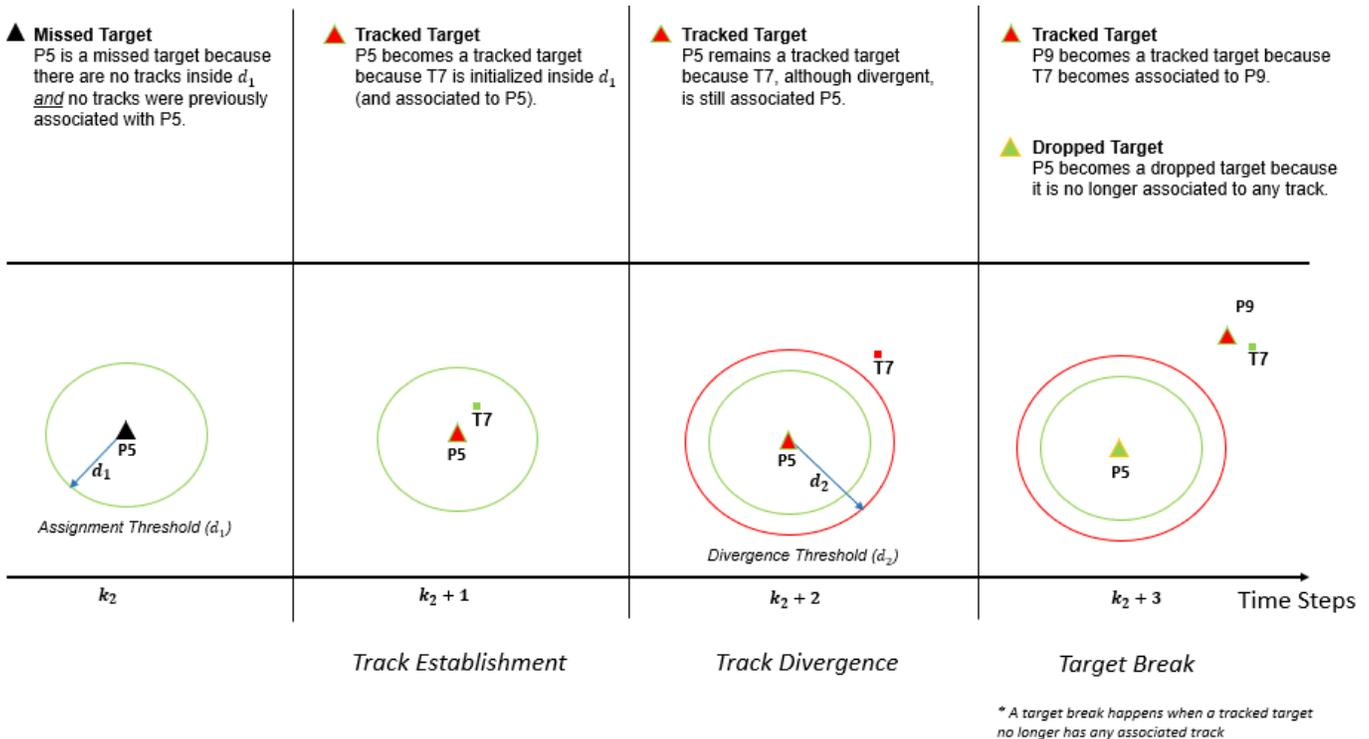 Missed Target
P5 is a missed target because
there are no tracks inside d₁
and no tracks were previously
associated with P5.
Tracked Target
P5 becomes a tracked target
because T7 is initialized inside d₁
(and associated to P5).
Tracked Target
P5 remains a tracked target
because T7, although divergent,
is still associated P5.
Tracked Target
P9 becomes a tracked target because
T7 becomes associated to P9.
Dropped Target
P5 becomes a dropped target because
it is no longer associated to any track.
P5
d₁
Assignment Threshold (d₁)
T7
P5
T7
P5
d₂
Divergence Threshold (d₂)
P9
T7
P5
k₂
k₂ + 1
k₂ + 2
k₂ + 3
Time Steps
Track Establishment
Track Divergence
Target Break
* A target break happens when a tracked target
no longer has any associated track